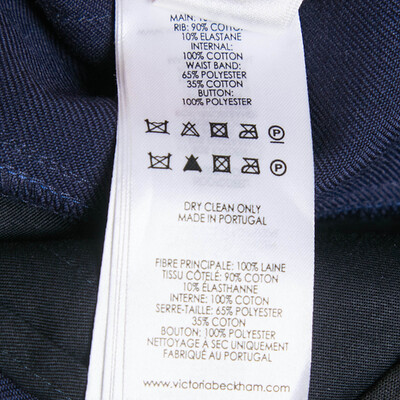 MAIN:
RIB: 90% COTTON
10% ELASTANE
INTERNAL:
100% COTTON
WAIST BAND:
65% POLYESTER
35% COTTON
BUTTON:
100% POLYESTER
P
P
DRY CLEAN ONLY
MADE IN PORTUGAL
FIBRE PRINCIPALE: 100% LAINE
TISSU CÔTELÉ: 90% COTON
10% ÉLASTHANNE
INTERNE: 100% COTON
SERRE-TAILLE: 65% POLYESTER
35% COTON
BOUTON: 100% POLYESTER
NETTOYAGE A SEC UNIQUEMENT
FABRIQUÉ AU PORTUGAL
www.victoriabeckham.com